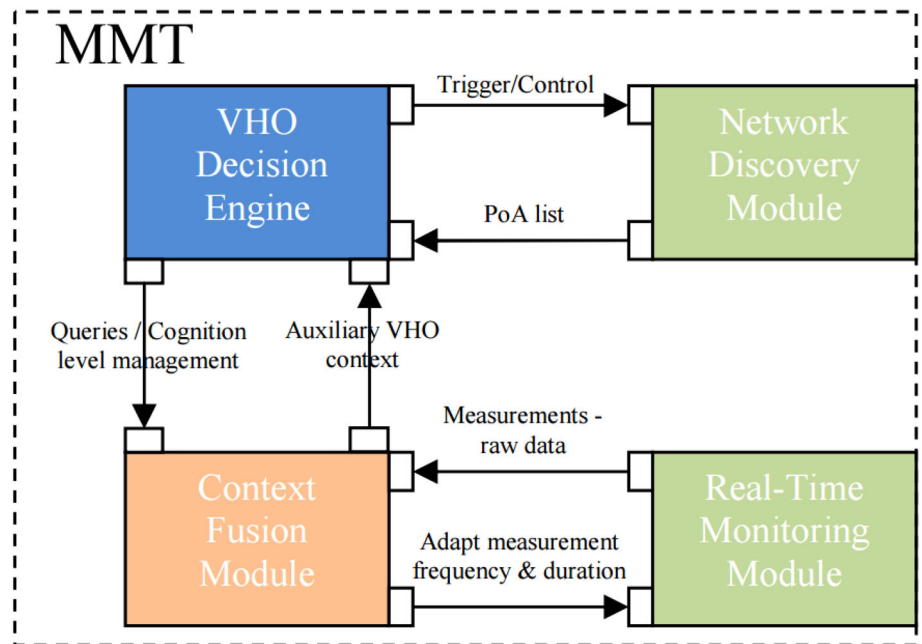 MMT
VHO
Decision
Engine
Trigger/Control
PoA list
Network
Discovery
Module
Queries / Cognition
level management
Auxiliary VHO
context
Context
Fusion
Module
Measurements -
raw data
Adapt measurement
frequency & duration
Real-Time
Monitoring
Module